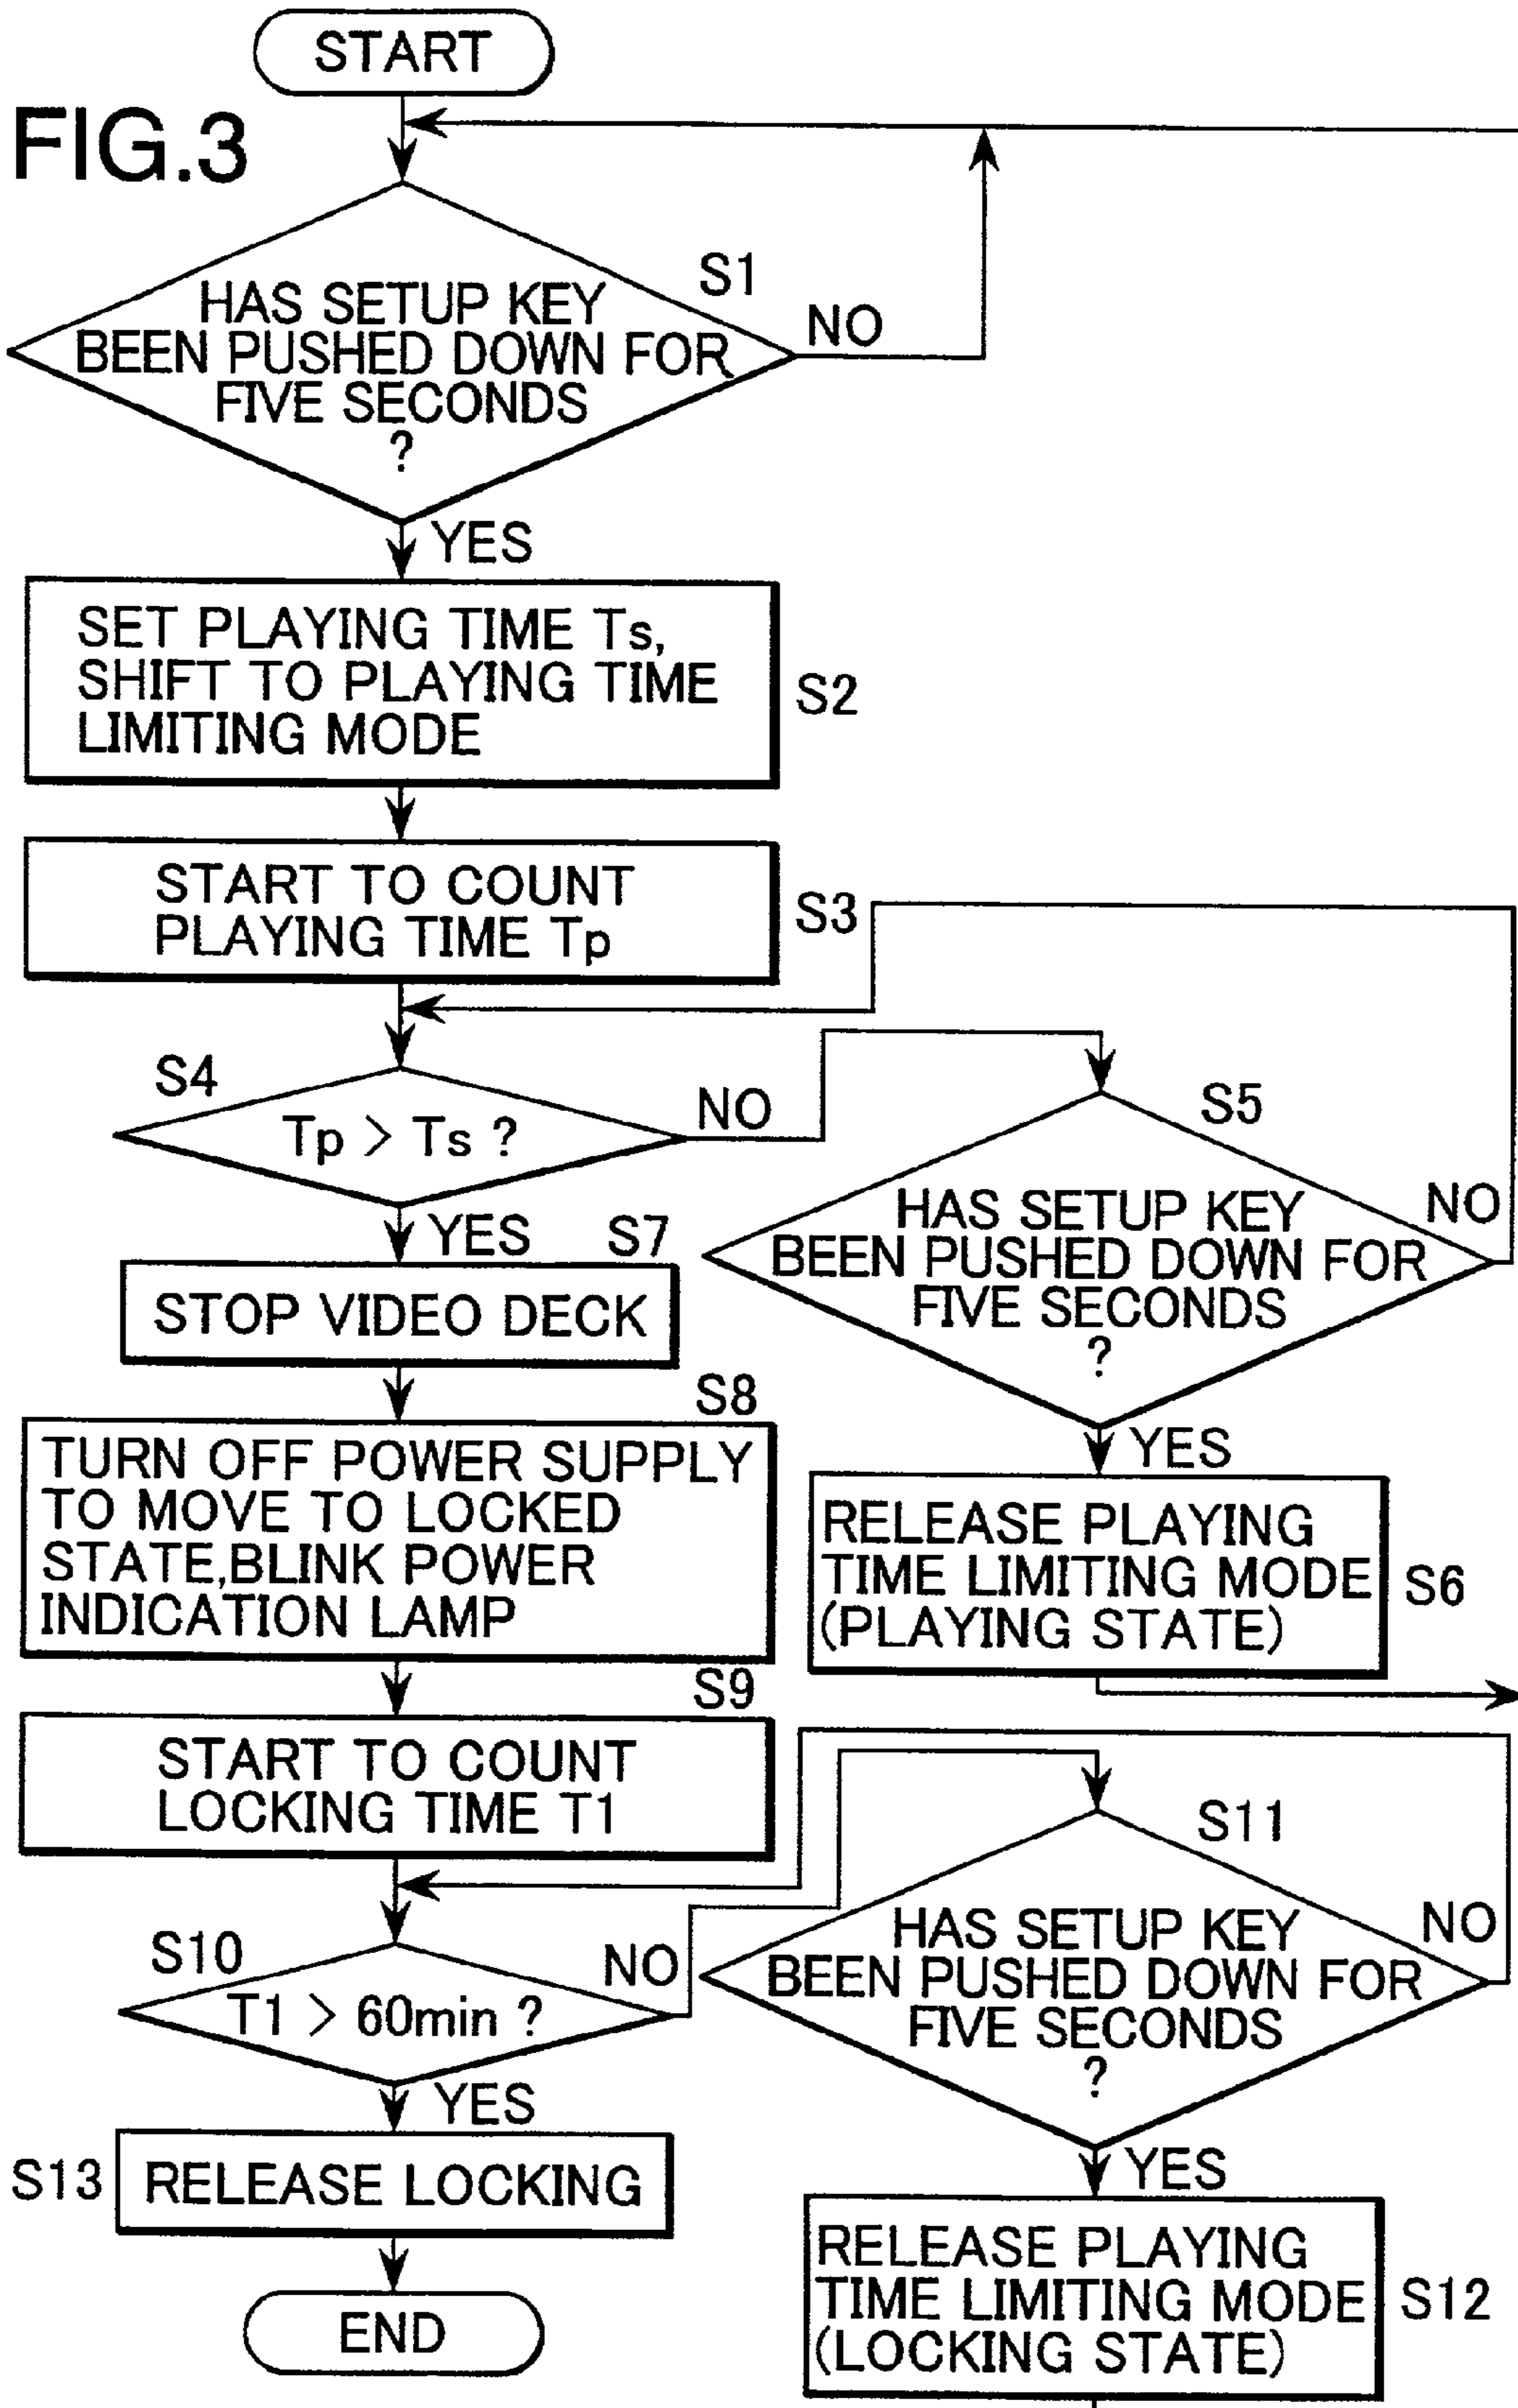 START
FIG.3
S1
HAS SETUP KEY
BEEN PUSHED DOWN FOR
FIVE SECONDS
?
NO
YES
SET PLAYING TIME Ts,
SHIFT TO PLAYING TIME
LIMITING MODE
S2
START TO COUNT
PLAYING TIME Tp
S3
S4
Tp > Ts ?
NO
S5
HAS SETUP KEY
BEEN PUSHED DOWN FOR
FIVE SECONDS
?
NO
YES
S7
STOP VIDEO DECK
YES
RELEASE PLAYING
TIME LIMITING MODE
(PLAYING STATE)
S6
S8
TURN OFF POWER SUPPLY
TO MOVE TO LOCKED
STATE,BLINK POWER
INDICATION LAMP
S9
START TO COUNT
LOCKING TIME T1
S10
T1 > 60min ?
NO
S11
HAS SETUP KEY
BEEN PUSHED DOWN FOR
FIVE SECONDS
?
NO
YES
S13
RELEASE LOCKING
END
YES
RELEASE PLAYING
TIME LIMITING MODE
(LOCKING STATE)
S12